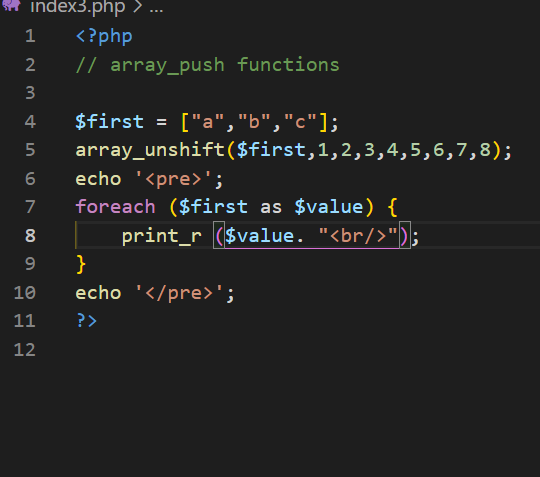 index3.php > ...
1 <?php
2 // array_push functions
3
4 $first = ["a","b","c"];
5 array_unshift($first,1,2,3,4,5,6,7,8);
6 echo '<pre>';
7 foreach ($first as $value) {
8     print_r ($value. "<br/>");
9 }
10 echo '</pre>';
11 ?>
12